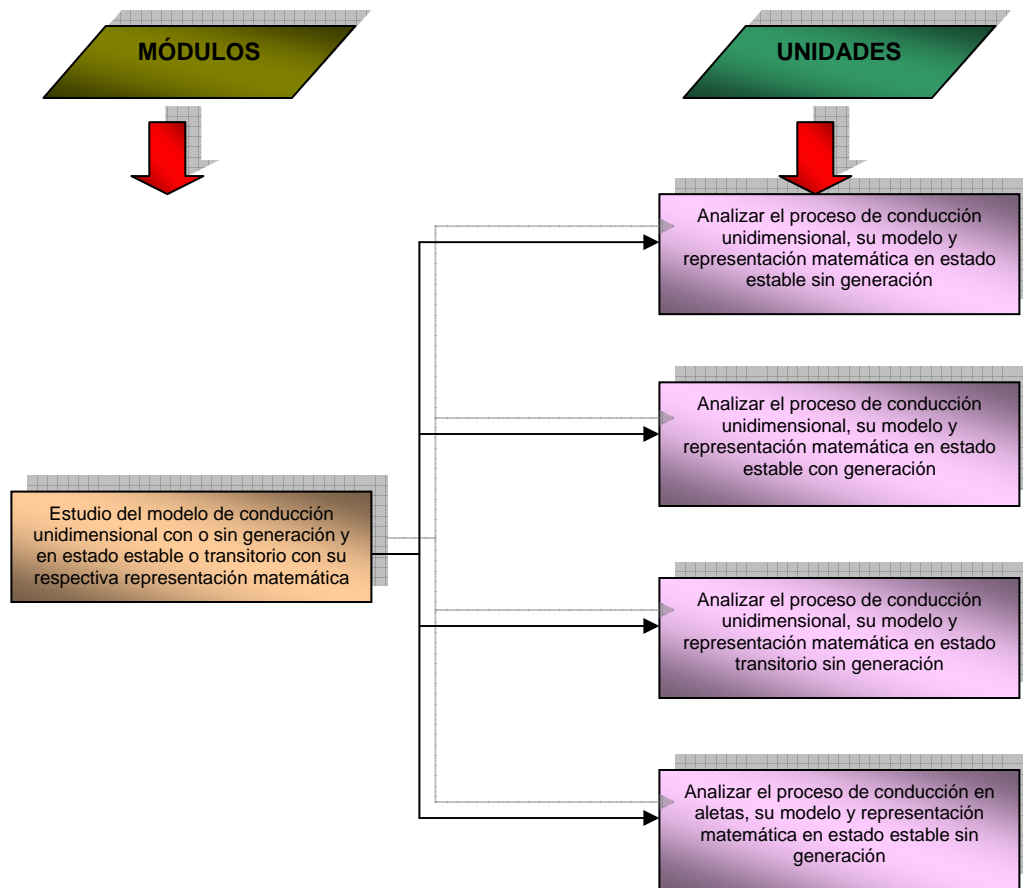 MÓDULOS
UNIDADES
Analizar el proceso de conducción
unidimensional, su modelo y
representación matemática en estado
estable sin generación
Analizar el proceso de conducción
unidimensional, su modelo y
representación matemática en estado
estable con generación
Estudio del modelo de conducción
unidimensional con o sin generación y
en estado estable o transitorio con su
respectiva representación matemática
Analizar el proceso de conducción
unidimensional, su modelo y
representación matemática en estado
transitorio sin generación
Analizar el proceso de conducción en
aletas, su modelo y representación
matemática en estado estable sin
generación